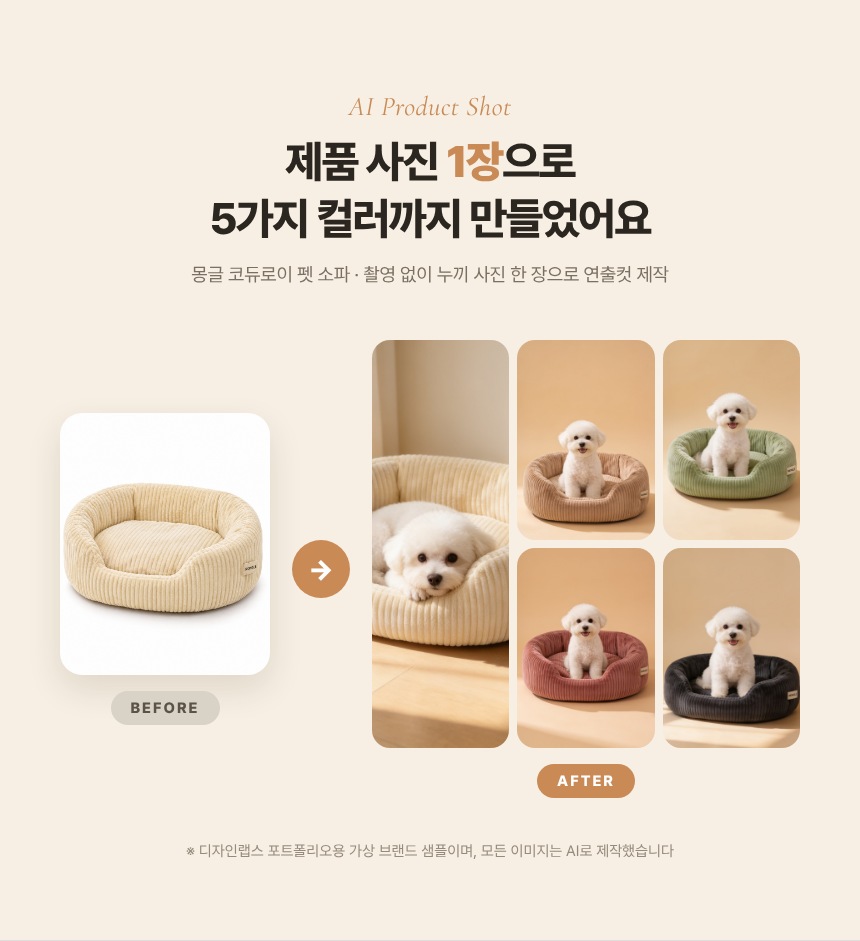 AI Product Shot
제품 사진 1장으로
5가지 컬러까지 만들었어요
몽글 코듀로이 펫 소파 · 촬영 없이 누끼 사진 한 장으로 연출컷 제작
BEFORE
AFTER
※ 디자인랩스 포트폴리오용 가상 브랜드 샘플이며, 모든 이미지는 AI로 제작했습니다